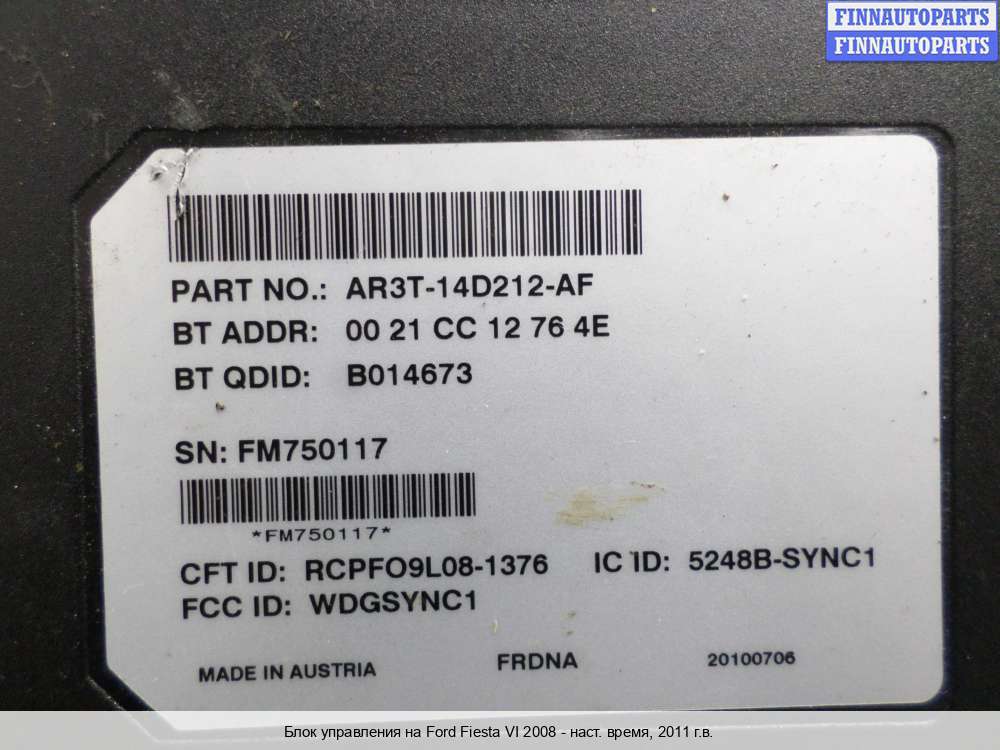 FINNAUTOPARTS
FINNAUTOPARTS
PART NO.: AR3T-14D212-AF
BT ADDR: 00 21 CC 12 76 4E
BT QDID: B014673
SN: FM750117
*FM750117*
CFT ID: RCPFO9L08-1376 IC ID: 5248B-SYNC1
FCC ID: WDGSYNC1
MADE IN AUSTRIA FRDNA 20100706
Блок управления на Ford Fiesta VI 2008 - наст. время, 2011 г.в.